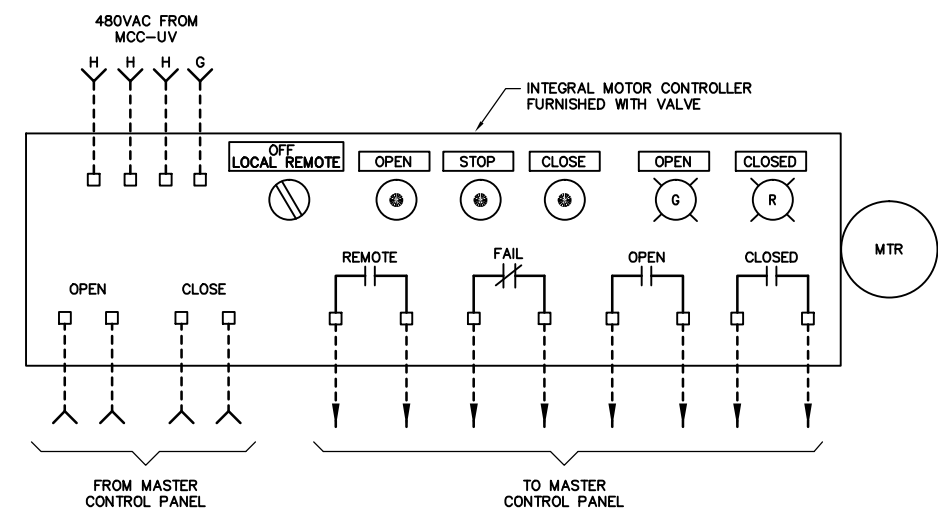 480VAC FROM
MCC-UV
H H H G
INTEGRAL MOTOR CONTROLLER
FURNISHED WITH VALVE
OFF
LOCAL REMOTE
OPEN
STOP
CLOSE
OPEN
CLOSED
G
R
MTR
REMOTE
FAIL
OPEN
CLOSED
OPEN
CLOSE
FROM MASTER
CONTROL PANEL
TO MASTER
CONTROL PANEL